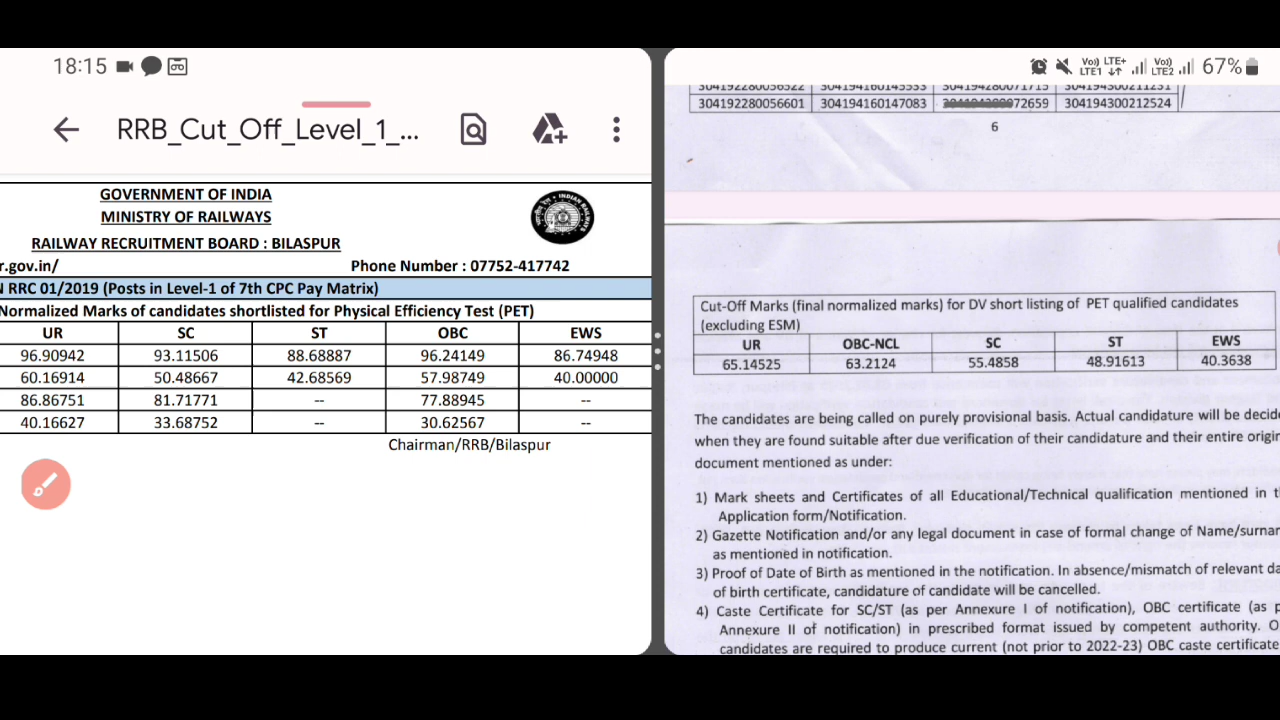 18:15
Vo)) LTE1 LTE+ Vo)) LTE2 67%
RRB_Cut_Off_Level_1_...
GOVERNMENT OF INDIA
MINISTRY OF RAILWAYS
RAILWAY RECRUITMENT BOARD : BILASPUR
r.gov.in/ Phone Number : 07752-417742
N RRC 01/2019 (Posts in Level-1 of 7th CPC Pay Matrix)
Normalized Marks of candidates shortlisted for Physical Efficiency Test (PET)
UR SC ST OBC EWS
96.90942 93.11506 88.68887 96.24149 86.74948
60.16914 50.48667 42.68569 57.98749 40.00000
86.86751 81.71771 -- 77.88945 --
40.16627 33.68752 -- 30.62567 --
Chairman/RRB/Bilaspur
304192280056601 304194160147083 72659 304194300212524
6
Cut-Off Marks (final normalized marks) for DV short listing of PET qualified candidates
(excluding ESM)
UR OBC-NCL SC ST EWS
65.14525 63.2124 55.4858 48.91613 40.3638
The candidates are being called on purely provisional basis. Actual candidature will be decide
when they are found suitable after due verification of their candidature and their entire origin
document mentioned as under:
1) Mark sheets and Certificates of all Educational/Technical qualification mentioned in th
Application form/Notification.
2) Gazette Notification and/or any legal document in case of formal change of Name/surnam
as mentioned in notification.
3) Proof of Date of Birth as mentioned in the notification. In absence/mismatch of relevant da
of birth certificate, candidature of candidate will be cancelled.
4) Caste Certificate for SC/ST (as per Annexure I of notification), OBC certificate (as p
Annexure II of notification) in prescribed format issued by competent authority. O
candidates are required to produce current (not prior to 2022-23) OBC caste certificate